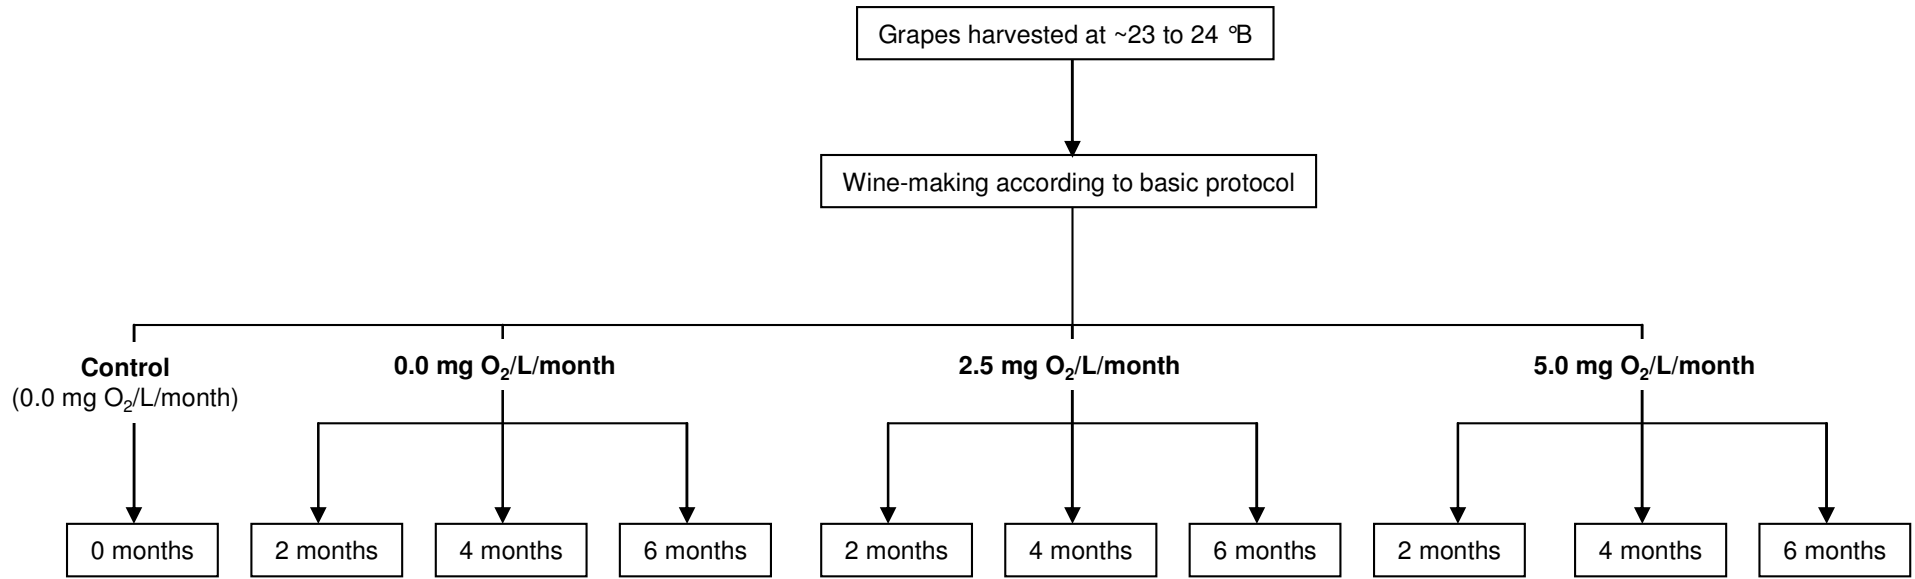 Grapes harvested at ~23 to 24 °B
Wine-making according to basic protocol
Control
(0.0 mg O₂/L/month)
0.0 mg O₂/L/month
2.5 mg O₂/L/month
5.0 mg O₂/L/month
0 months
2 months
4 months
6 months
2 months
4 months
6 months
2 months
4 months
6 months